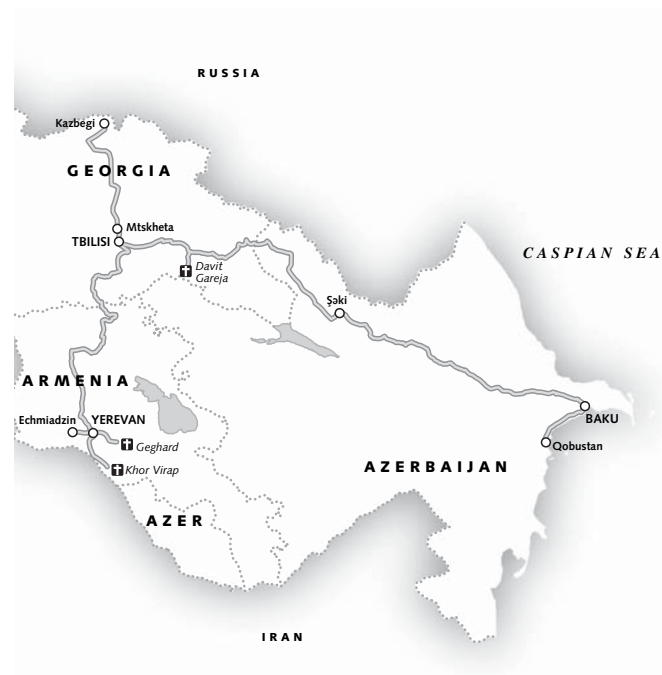 RUSSIA
Kazbegi
GEORGIA
Mtskheta
TBILISI
CASPIAN SEA
Davit
Gareja
Şəki
ARMENIA
Echmiadzin
YEREVAN
BAKU
Geghard
Qobustan
Khor Virap
AZERBAIJAN
AZER
IRAN